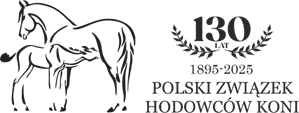 130
LAT
1895-2025
POLSKI ZWIĄZEK
HODOWCÓW KONI